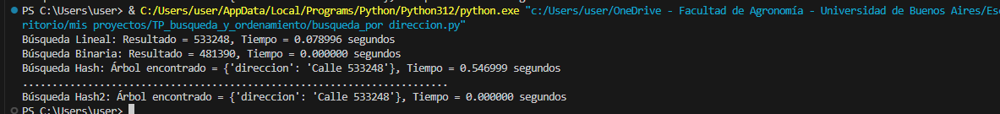 PS C:\Users\user> & C:/Users/user/AppData/Local/Programs/Python/Python312/python.exe "c:/Users/user/OneDrive - Facultad de Agronomía - Universidad de Buenos Aires/Esc
ritorio/mis proyectos/TP_busqueda_y_ordenamiento/busqueda_por direccion.py"
Búsqueda Lineal: Resultado = 533248, Tiempo = 0.078996 segundos
Búsqueda Binaria: Resultado = 481390, Tiempo = 0.000000 segundos
Búsqueda Hash: Árbol encontrado = {'direccion': 'Calle 533248'}, Tiempo = 0.546999 segundos
......................................................................
Búsqueda Hash2: Árbol encontrado = {'direccion': 'Calle 533248'}, Tiempo = 0.000000 segundos
PS C:\Users\user>